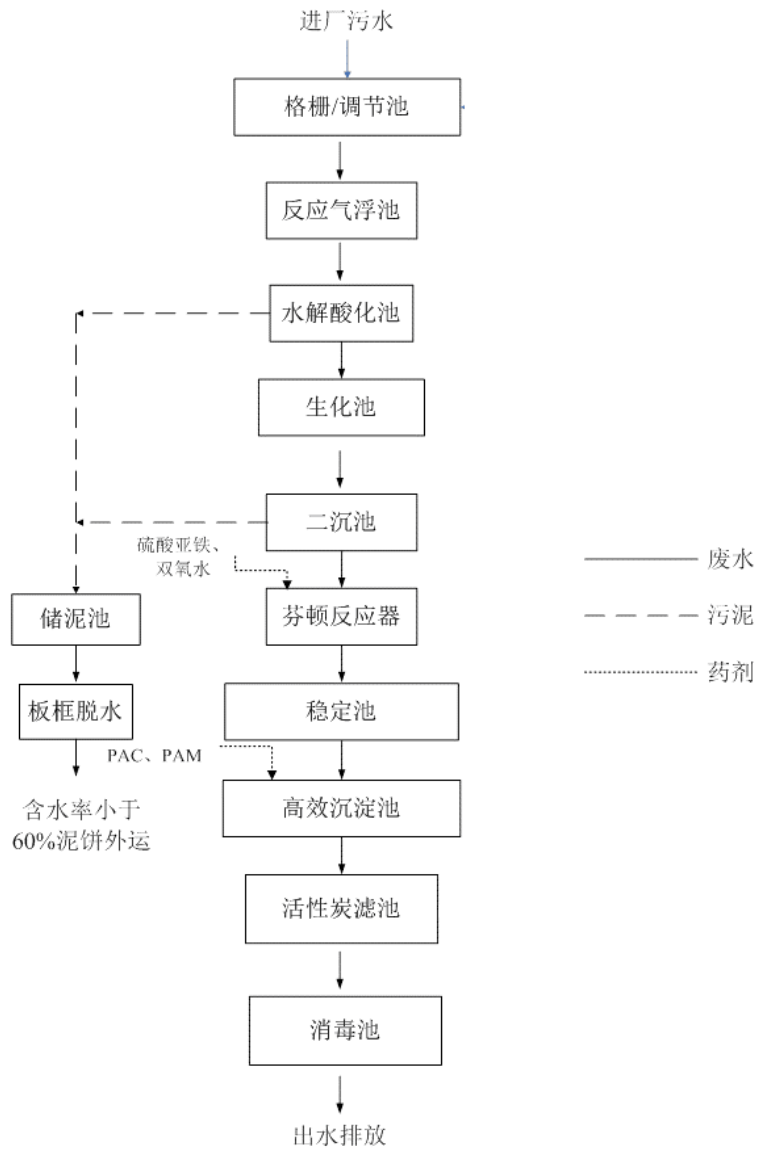 进厂污水
格栅/调节池
反应气浮池
水解酸化池
生化池
二沉池
硫酸亚铁、
双氧水
芬顿反应器
储泥池
稳定池
板框脱水
PAC、PAM
高效沉淀池
含水率小于
60%泥饼外运
活性炭滤池
消毒池
出水排放
废水
污泥
药剂